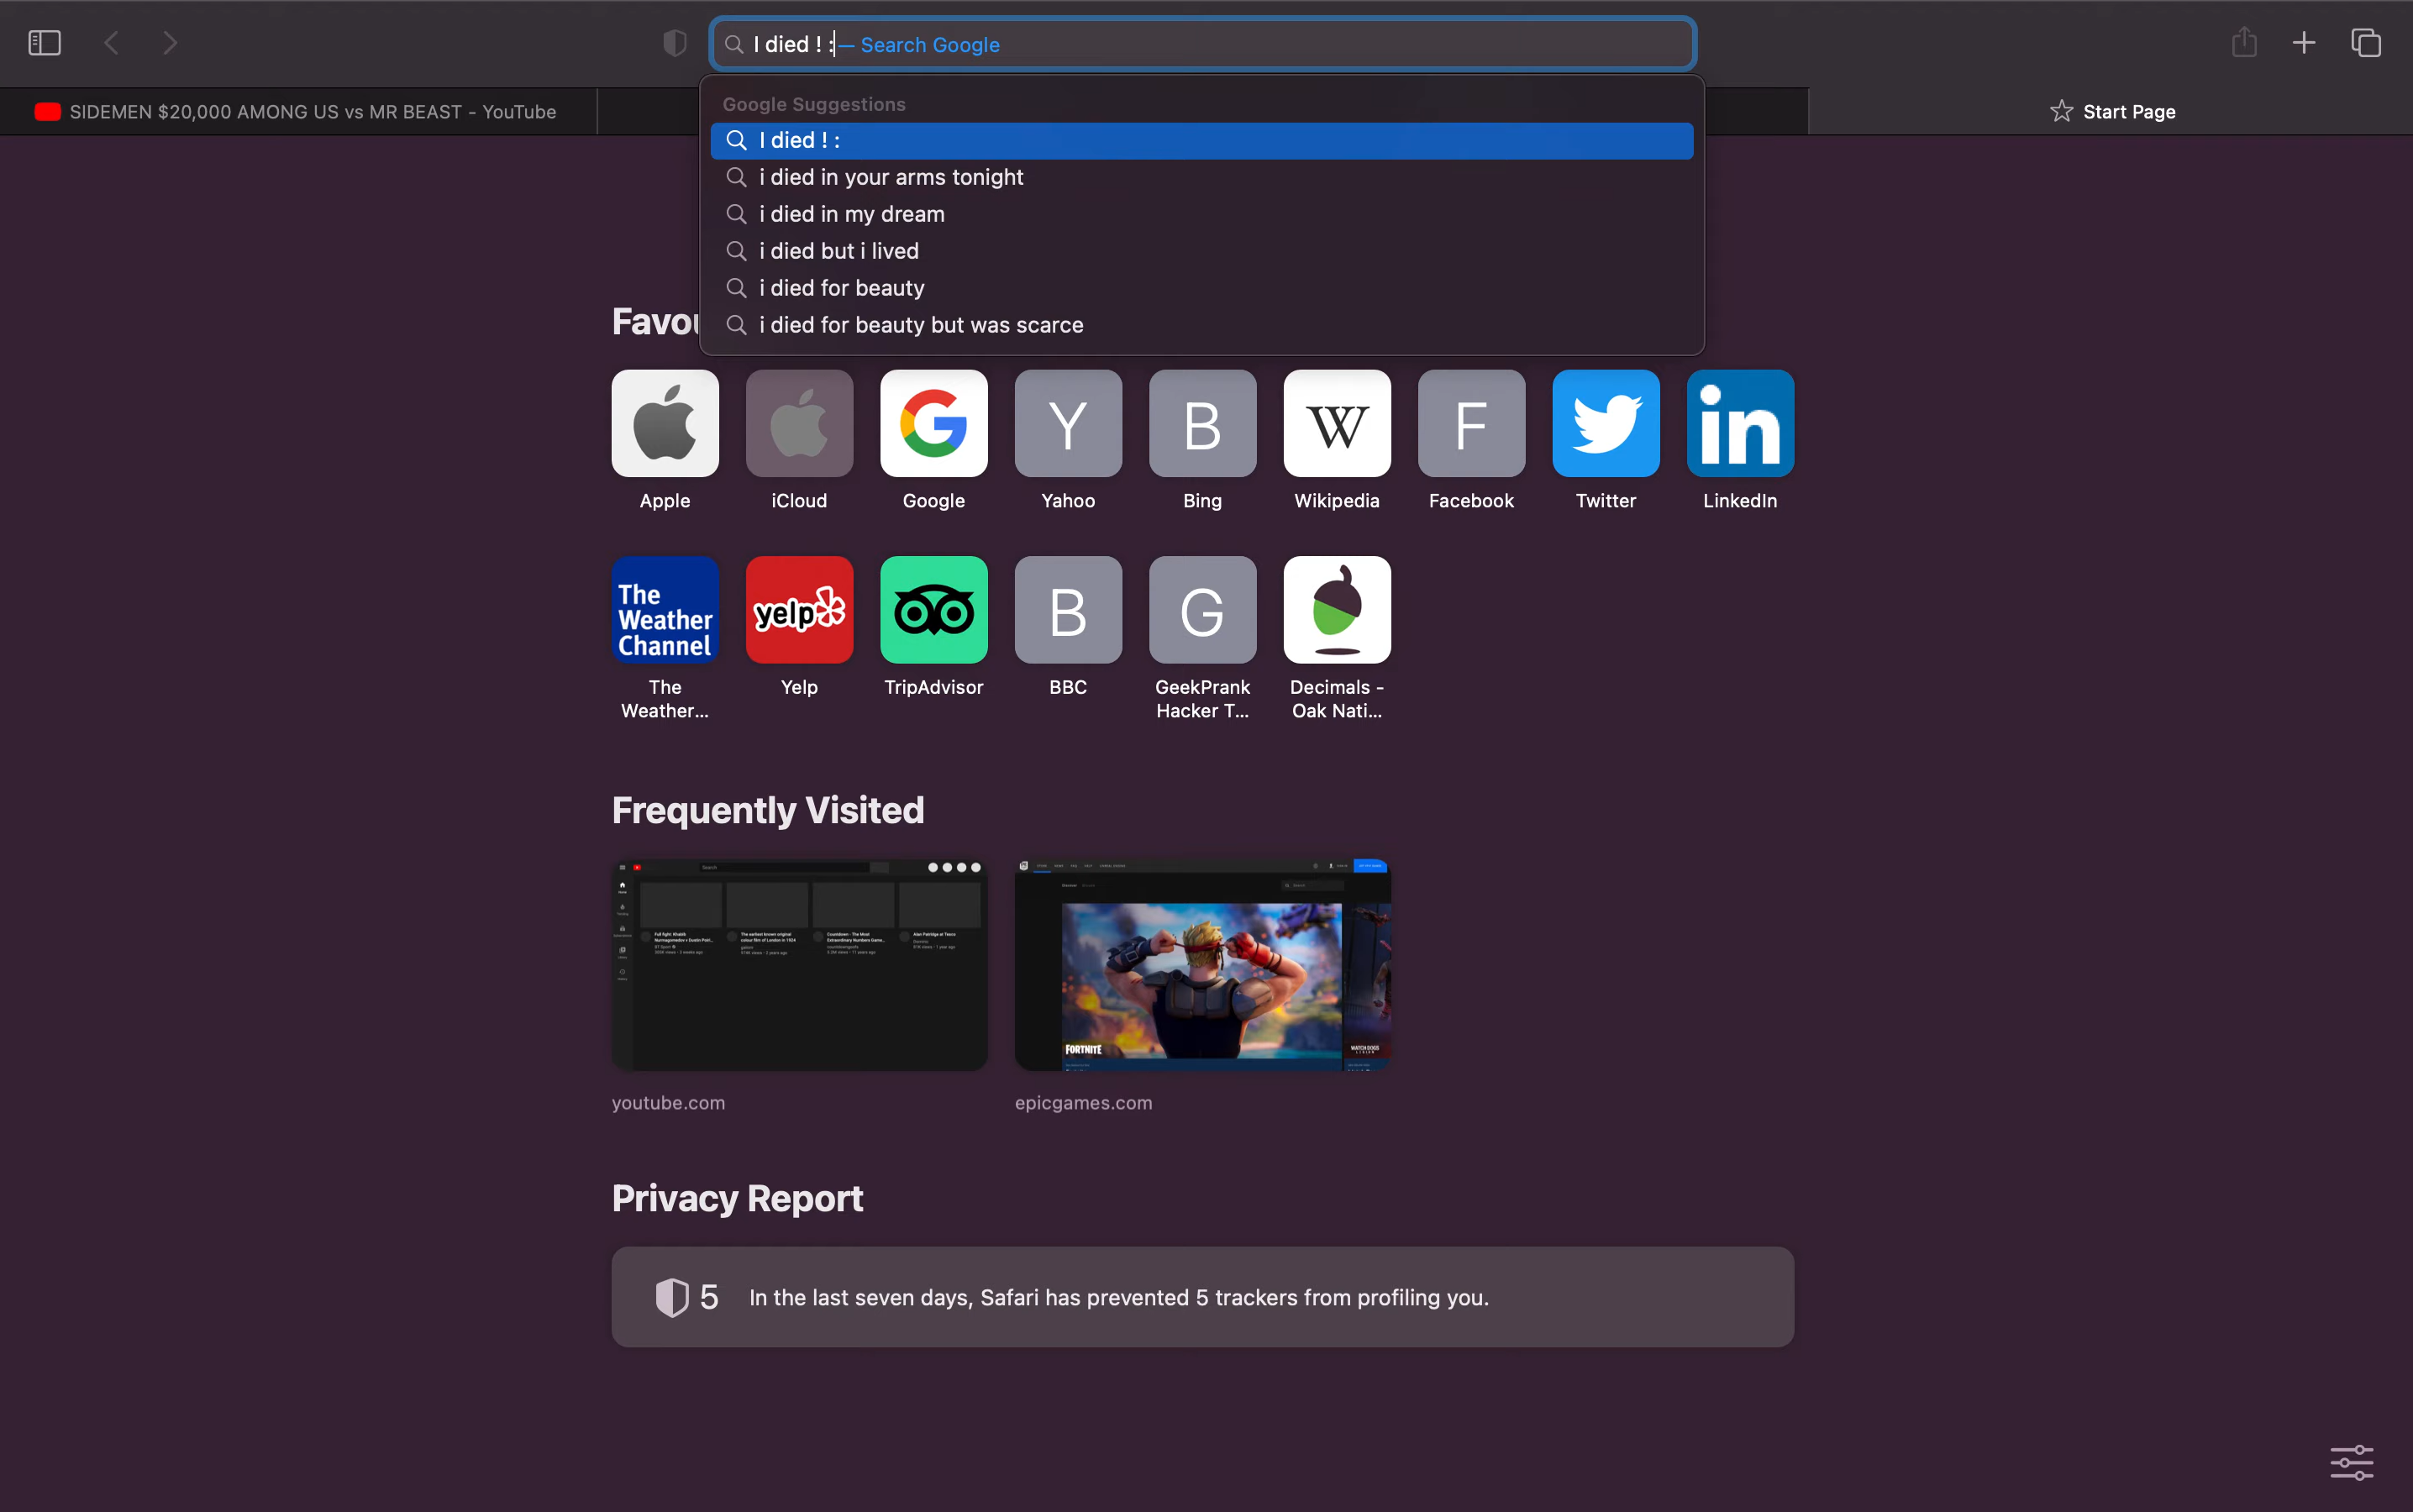 I died ! : — Search Google
SIDEMEN $20,000 AMONG US vs MR BEAST - YouTube
Start Page
Google Suggestions
I died ! :
i died in your arms tonight
i died in my dream
i died but i lived
i died for beauty
i died for beauty but was scarce
Favou
Y B W F in
Apple iCloud Google Yahoo Bing Wikipedia Facebook Twitter LinkedIn
The
Weather
Channel
yelp
B G
The
Weather...
Yelp TripAdvisor BBC
GeekPrank
Hacker T...
Decimals -
Oak Nati...
Frequently Visited
Search
FORTNITE
WATCH DOGS
LEGION
youtube.com epicgames.com
Privacy Report
5 In the last seven days, Safari has prevented 5 trackers from profiling you.